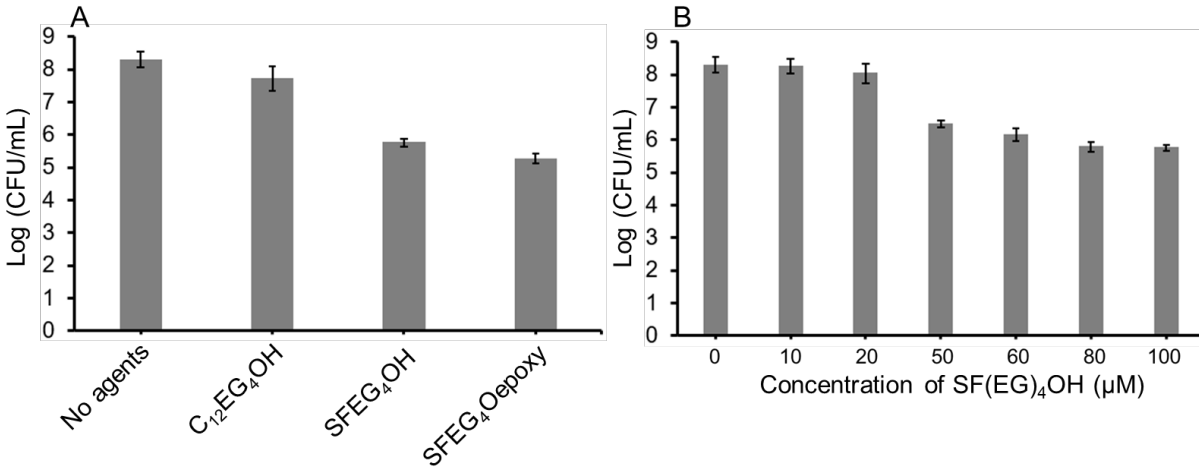 A
Log (CFU/mL)
9
8
7
6
5
4
3
2
1
0
No agents
C₁₂EG₄OH
SFEG₄OH
SFEG₄Oepoxy
B
Log (CFU/mL)
9
8
7
6
5
4
3
2
1
0
0 10 20 50 60 80 100
Concentration of SF(EG)₄OH (µM)